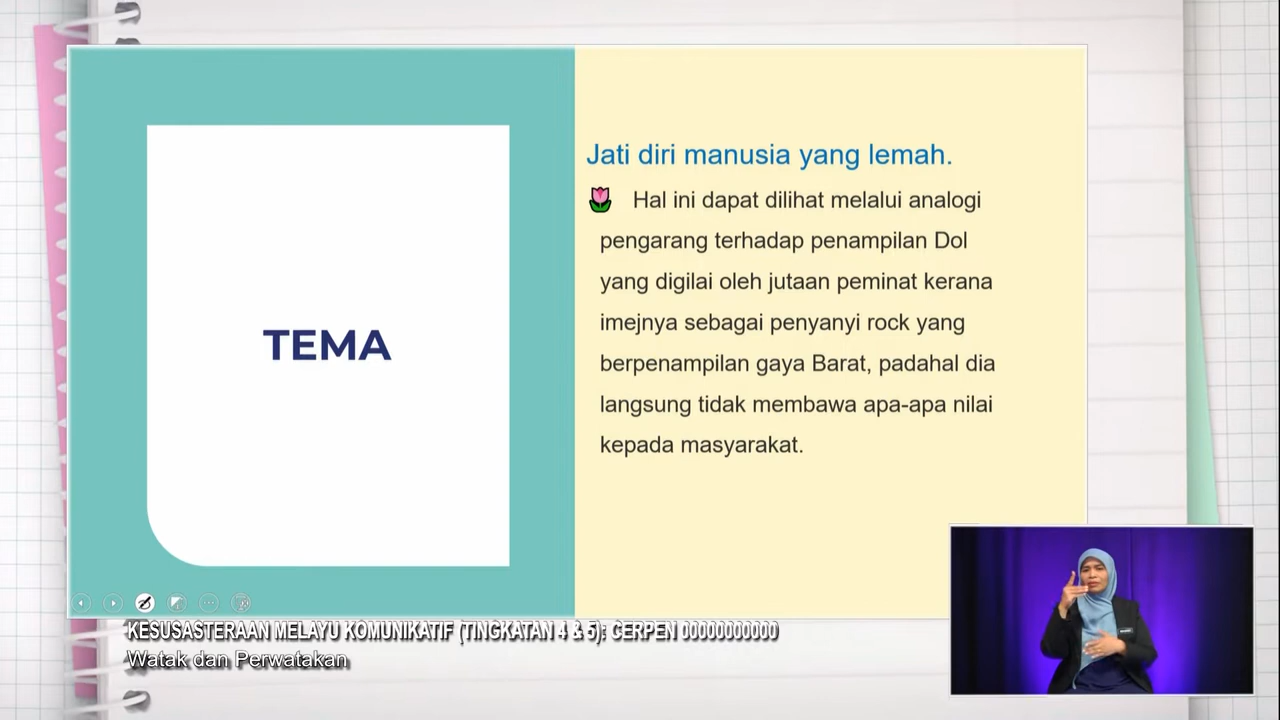 TEMA
Jati diri manusia yang lemah.
Hal ini dapat dilihat melalui analogi
pengarang terhadap penampilan Dol
yang digilai oleh jutaan peminat kerana
imejnya sebagai penyanyi rock yang
berpenampilan gaya Barat, padahal dia
langsung tidak membawa apa-apa nilai
kepada masyarakat.
KESUSASTERAAN MELAYU KOMUNIKATIF (TINGKATAN 4 & 5): CERPEN 00000000000
Watak dan Perwatakan